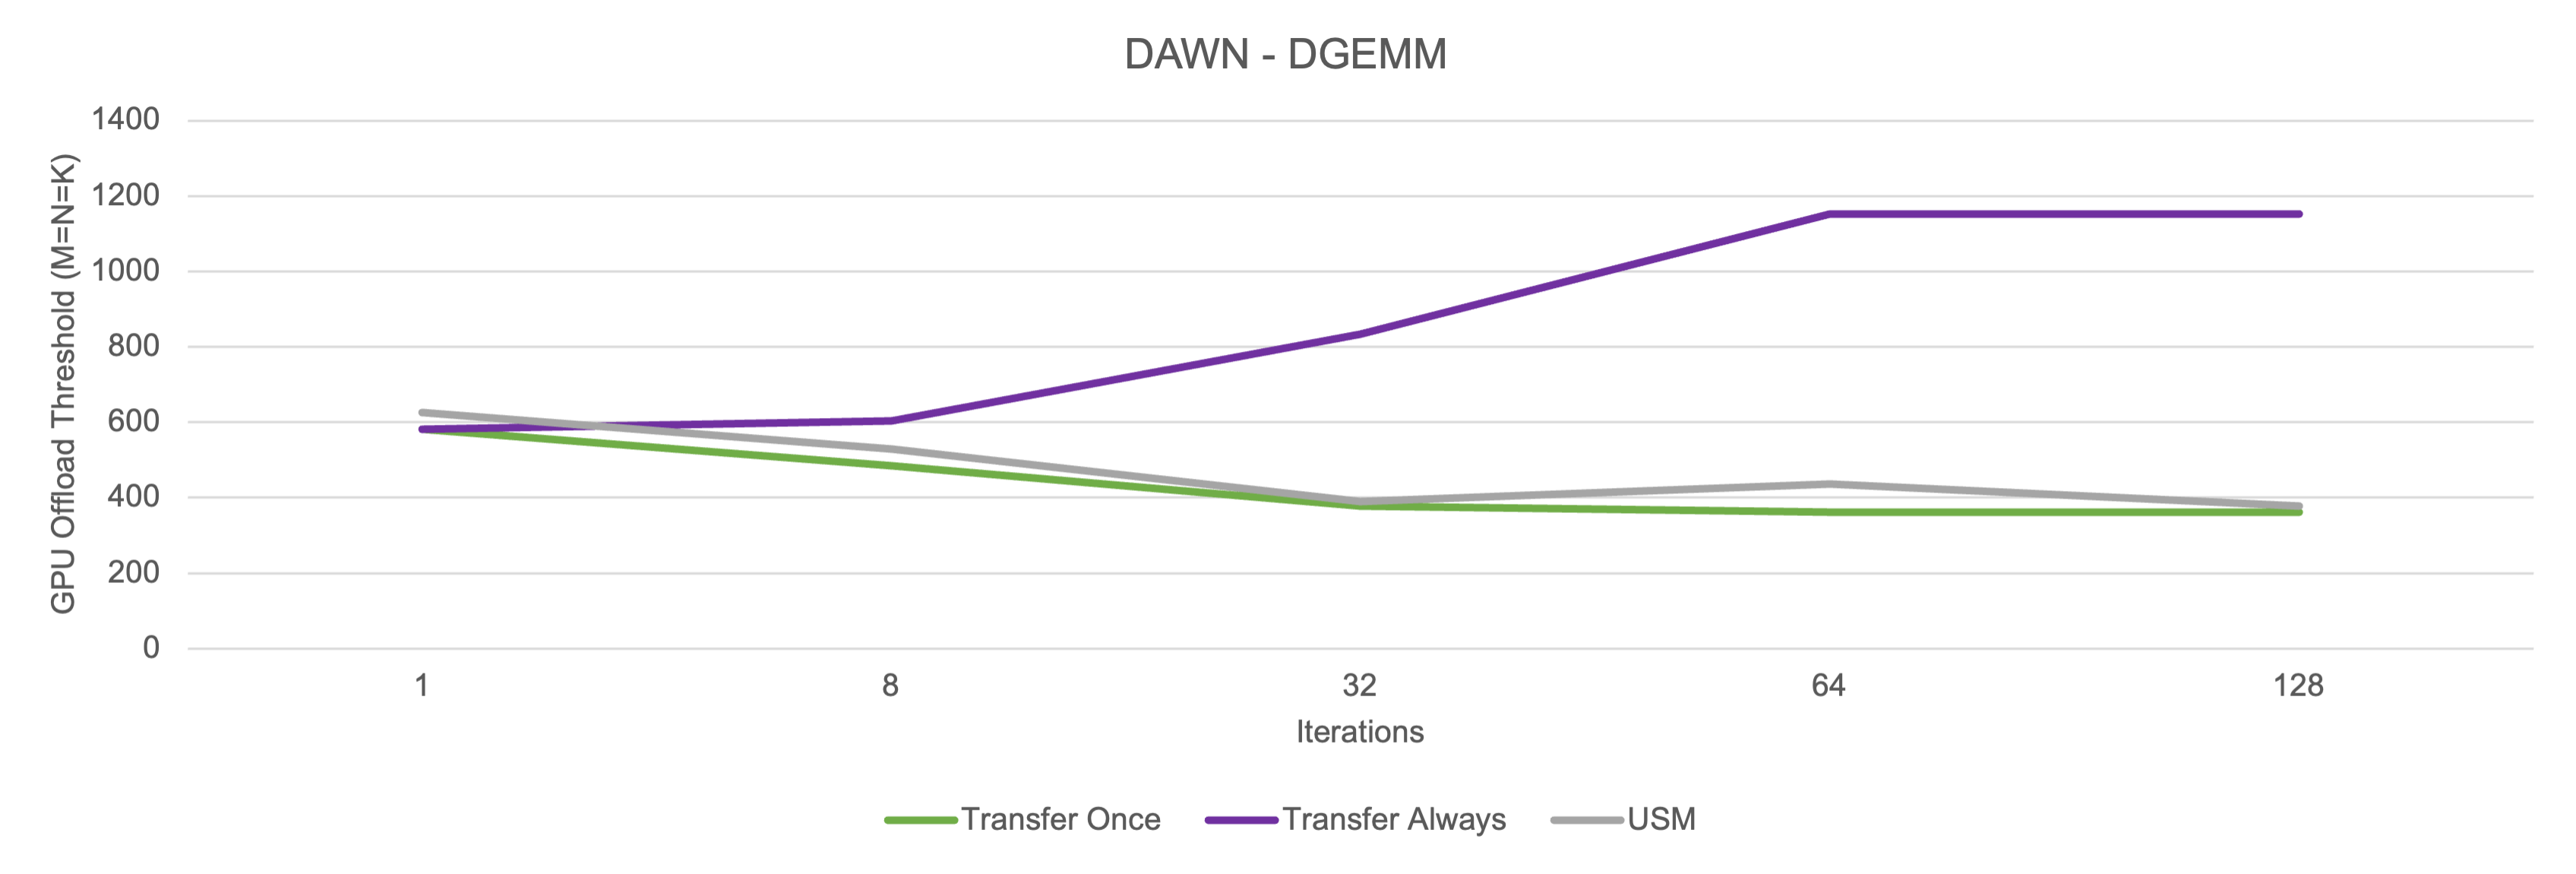 DAWN - DGEMM
GPU Offload Threshold (M=N=K)
1400
1200
1000
800
600
400
200
0
1 8 32 64 128
Iterations
Transfer Once Transfer Always USM